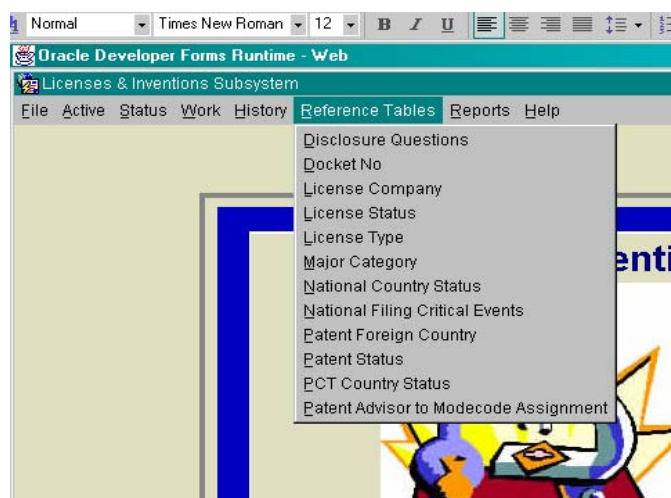 Normal Times New Roman 12 B I U
Oracle Developer Forms Runtime - Web
Licenses & Inventions Subsystem
File Active Status Work History Reference Tables Reports Help
Disclosure Questions
Docket No
License Company
License Status
License Type
Major Category
National Country Status
National Filing Critical Events
Patent Foreign Country
Patent Status
PCT Country Status
Patent Advisor to Modecode Assignment
enti